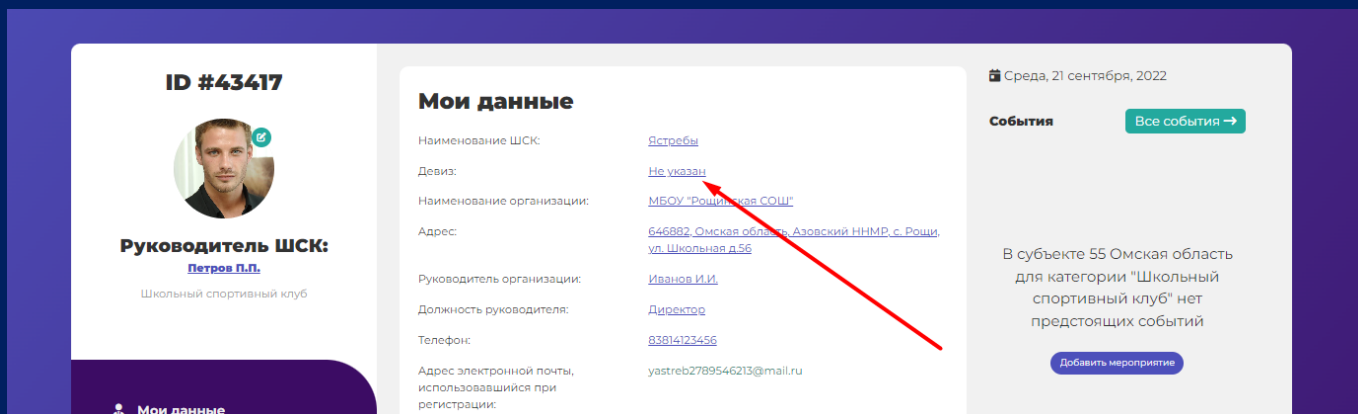 ID #43417
Руководитель ШСК:
Петров П.П.
Школьный спортивный клуб
Мои данные
Мои данные
Наименование ШСК: Ястребы
Девиз: Не указан
Наименование организации: МБОУ "Рощинская СОШ"
Адрес: 646882, Омская область, Азовский ННМР, с. Рощи,
ул. Школьная д.56
Руководитель организации: Иванов И.И.
Должность руководителя: Директор
Телефон: 83814123456
Адрес электронной почты, yastreb2789546213@mail.ru
использовавшийся при
регистрации:
Среда, 21 сентября, 2022
События Все события →
В субъекте 55 Омская область
для категории "Школьный
спортивный клуб" нет
предстоящих событий
Добавить мероприятие